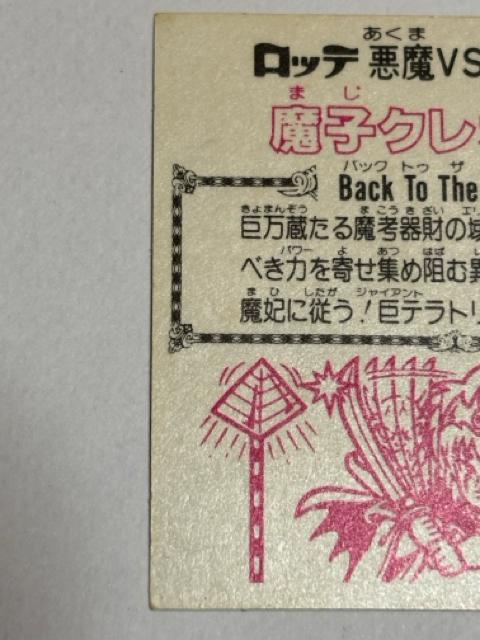 あくま
ロッテ 悪魔VS
まじ
魔子クレ
バック トゥ ザ
Back To The
きょまんぞう まこうきざい エリ
巨万蔵たる魔考器財の域
パワー よ あつ はば
べき力を寄せ集め阻む異
まひ したが ジャイアント
魔妃に従う!巨テラトリ